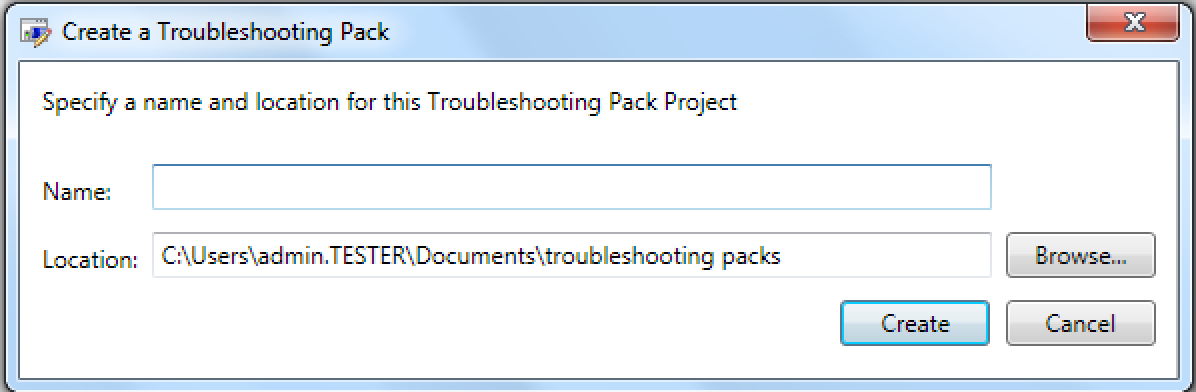 Create a Troubleshooting Pack
Specify a name and location for this Troubleshooting Pack Project
Name:
Location: C:\Users\admin.TESTER\Documents\troubleshooting packs Browse...
Create Cancel